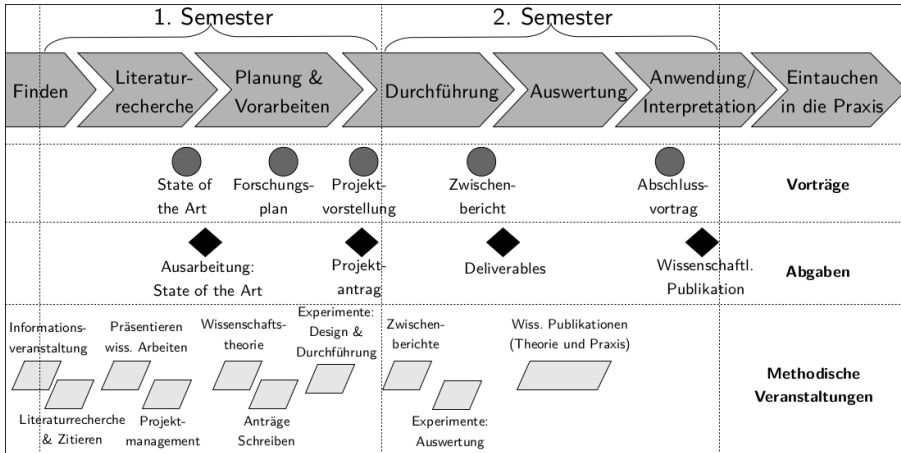 1. Semester
2. Semester
Finden
Literatur-
recherche
Planung &
Vorarbeiten
Durchführung
Auswertung
Anwendung/
Interpretation
Eintauchen
in die Praxis
State of
the Art
Forschungs-
plan
Projekt-
vorstellung
Zwischen-
bericht
Abschluss-
vortrag
Vorträge
Ausarbeitung:
State of the Art
Projekt-
antrag
Deliverables
Wissenschaftl.
Publikation
Abgaben
Informations-
veranstaltung
Präsentieren
wiss. Arbeiten
Wissenschafts-
theorie
Experimente:
Design &
Durchführung
Zwischen-
berichte
Wiss. Publikationen
(Theorie und Praxis)
Literaturrecherche
& Zitieren
Projekt-
management
Anträge
Schreiben
Experimente:
Auswertung
Methodische
Veranstaltungen